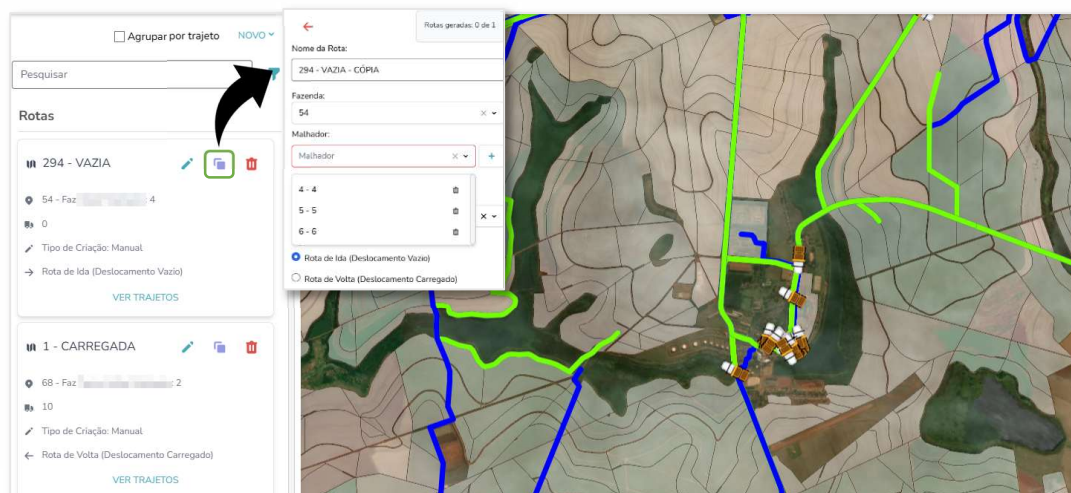 Agrupar por trajeto
NOVO
Pesquisar
Rotas
294 - VAZIA
54 - Faz 4
0
Tipo de Criação: Manual
Rota de Ida (Deslocamento Vazio)
VER TRAJETOS
1 - CARREGADA
68 - Faz : 2
10
Tipo de Criação: Manual
Rota de Volta (Deslocamento Carregado)
VER TRAJETOS
Rotas geradas: 0 de 1
Nome da Rota:
294 - VAZIA - CÓPIA
Fazenda:
54
Malhador:
Malhador
4 - 4
5 - 5
6 - 6
Rota de Ida (Deslocamento Vazio)
Rota de Volta (Deslocamento Carregado)